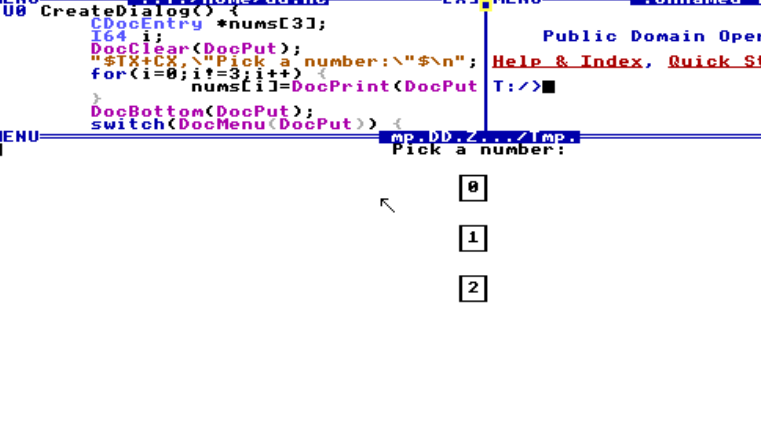 MENU
U0 CreateDialog() {
CDocEntry *nums[3];
I64 i;
DocClear(DocPut);
"$TX+CX,\"Pick a number:\"$\n";
for(i=0;i!=3;i++) {
nums[i]=DocPrint(DocPut
}
DocBottom(DocPut);
switch(DocMenu(DocPut)) {
MENU
Public Domain Oper
Help & Index, Quick St
T:/>
ENU
mp.DD.Z.../Tmp.
Pick a number:
0
1
2